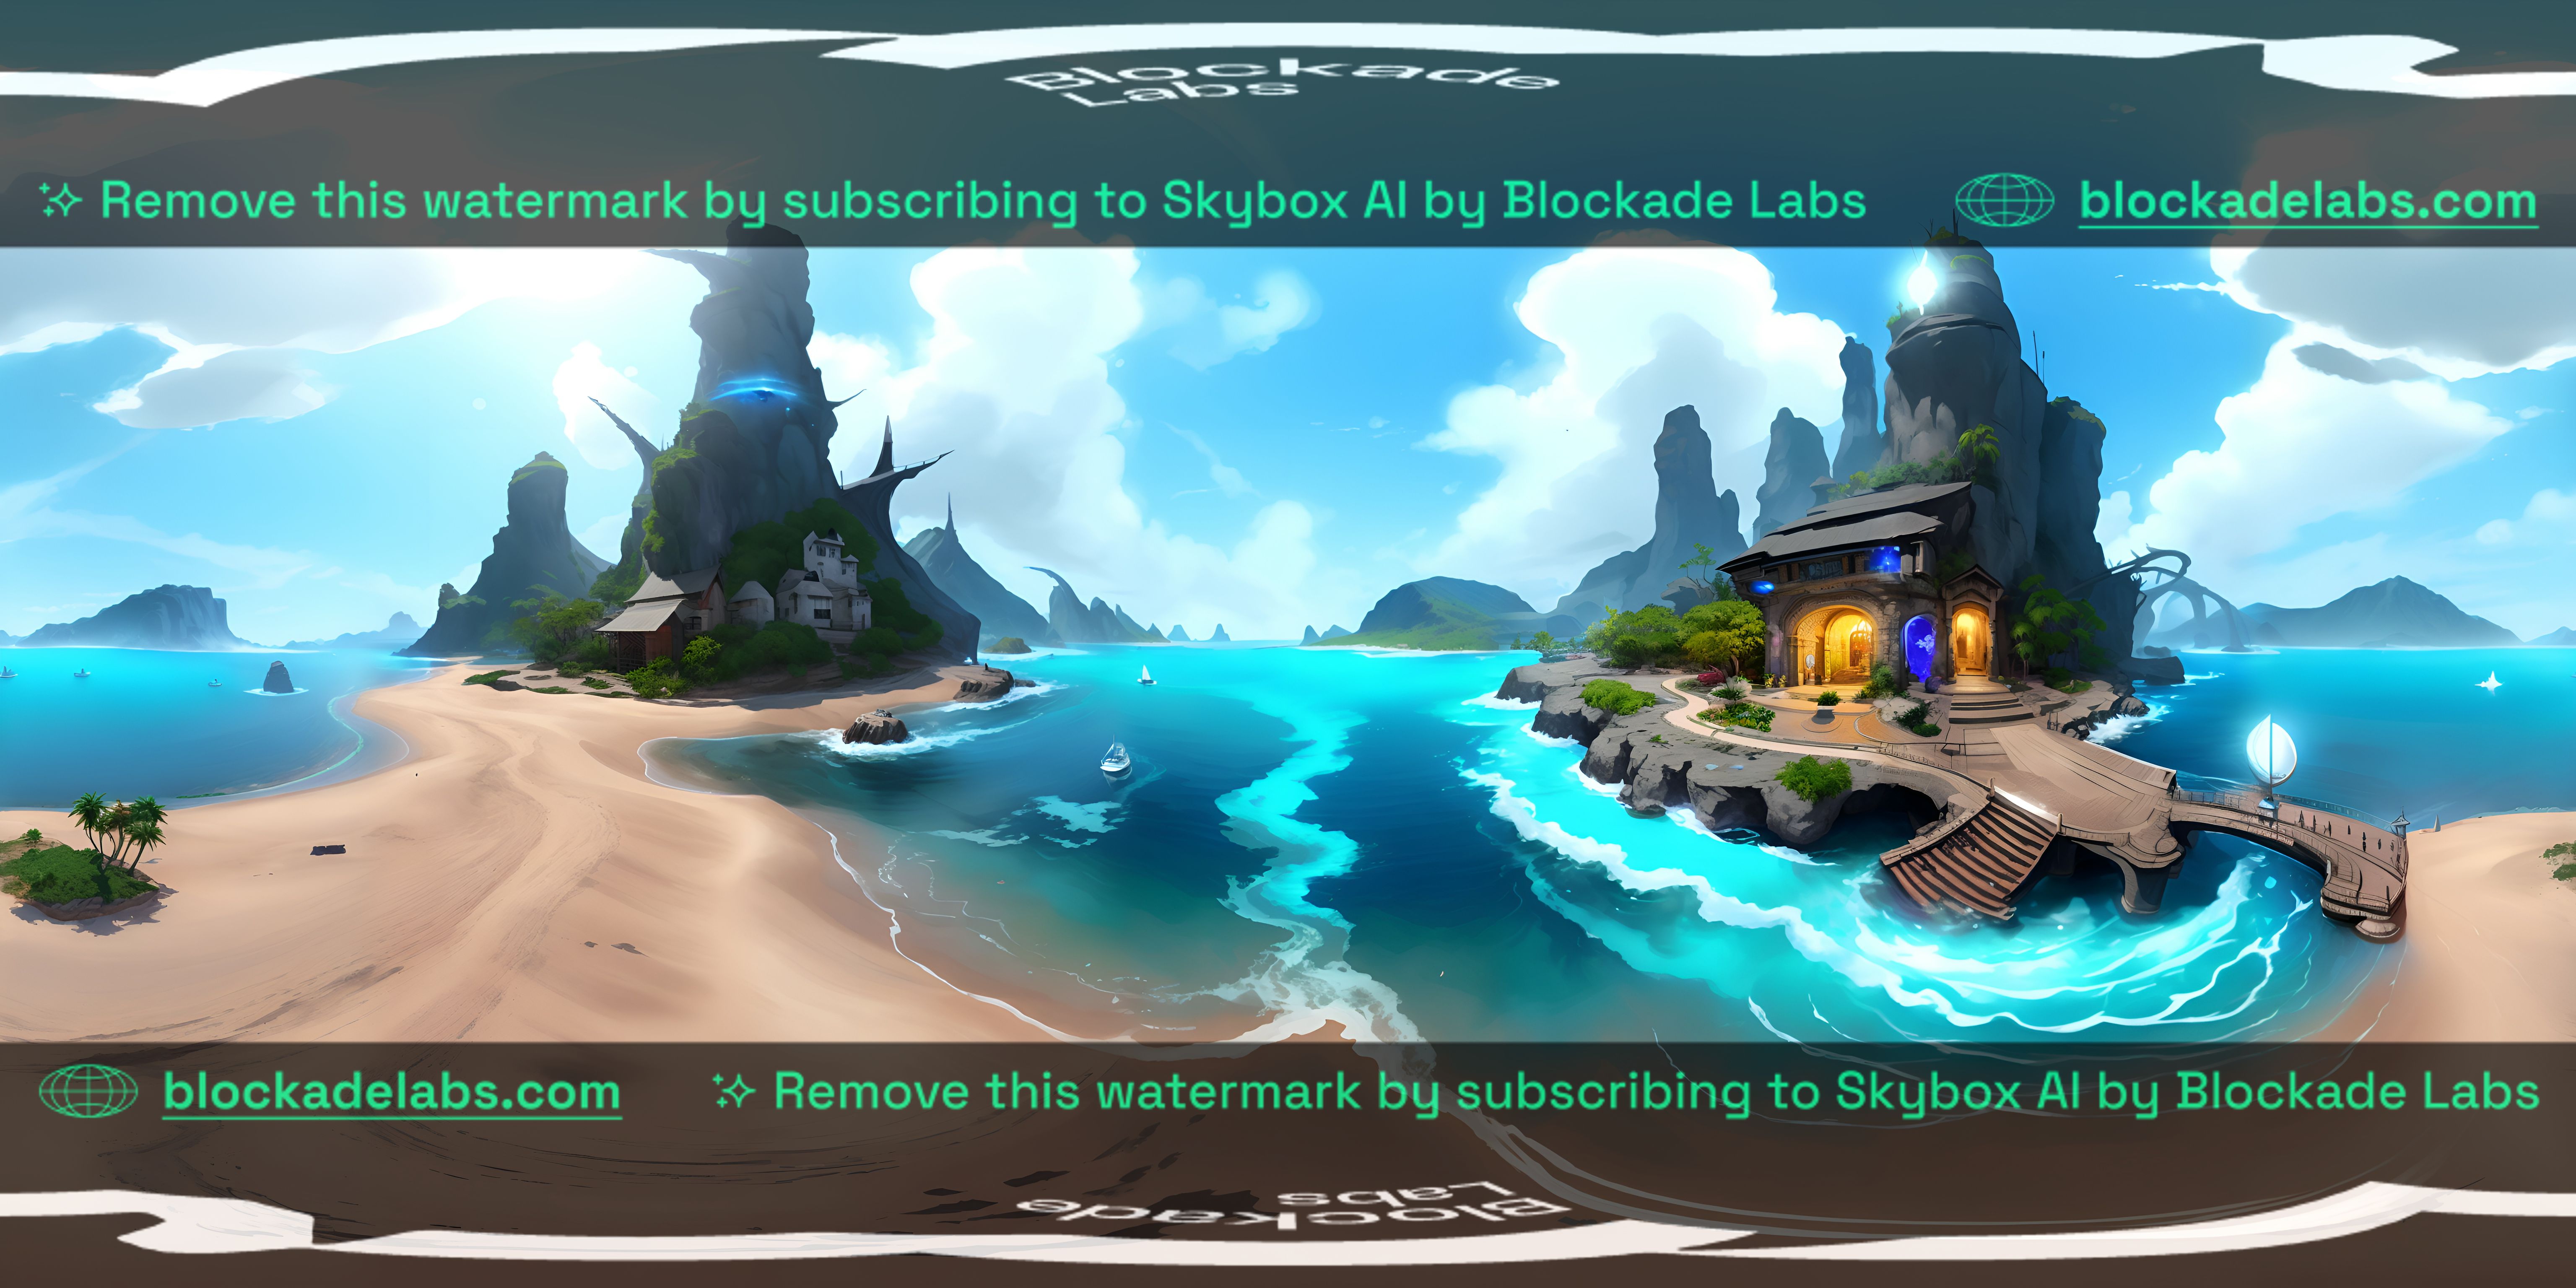 Blockade
Labs
Remove this watermark by subscribing to Skybox AI by Blockade Labs
blockadelabs.com
blockadelabs.com
Remove this watermark by subscribing to Skybox AI by Blockade Labs
Labs
Blockade